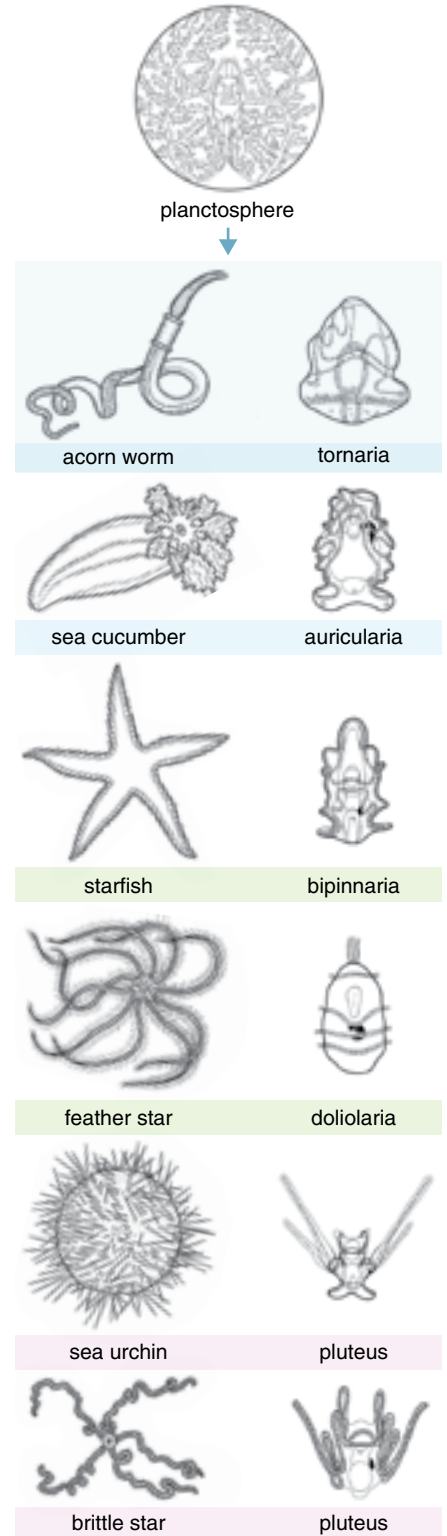 planctosphere
acorn worm tornaria
sea cucumber auricularia
starfish bipinnaria
feather star doliolaria
sea urchin pluteus
brittle star pluteus